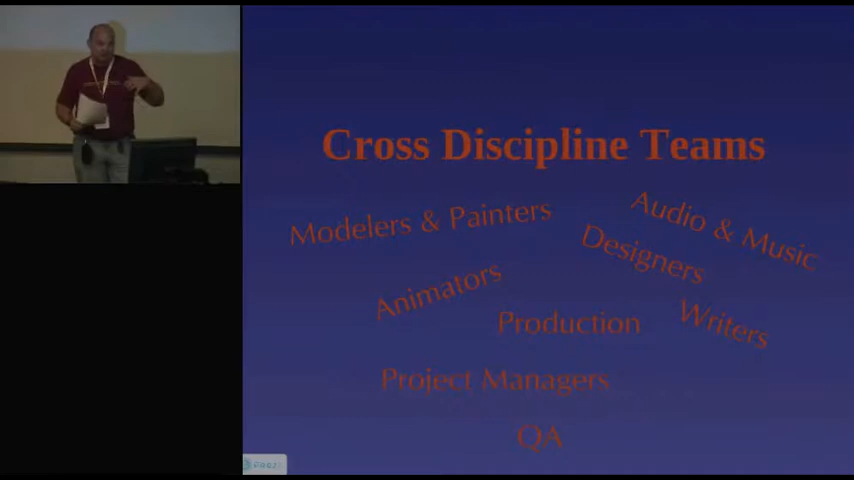 Cross Discipline Teams
Modelers & Painters
Audio & Music
Designers
Animators
Production
Writers
Project Managers
QA